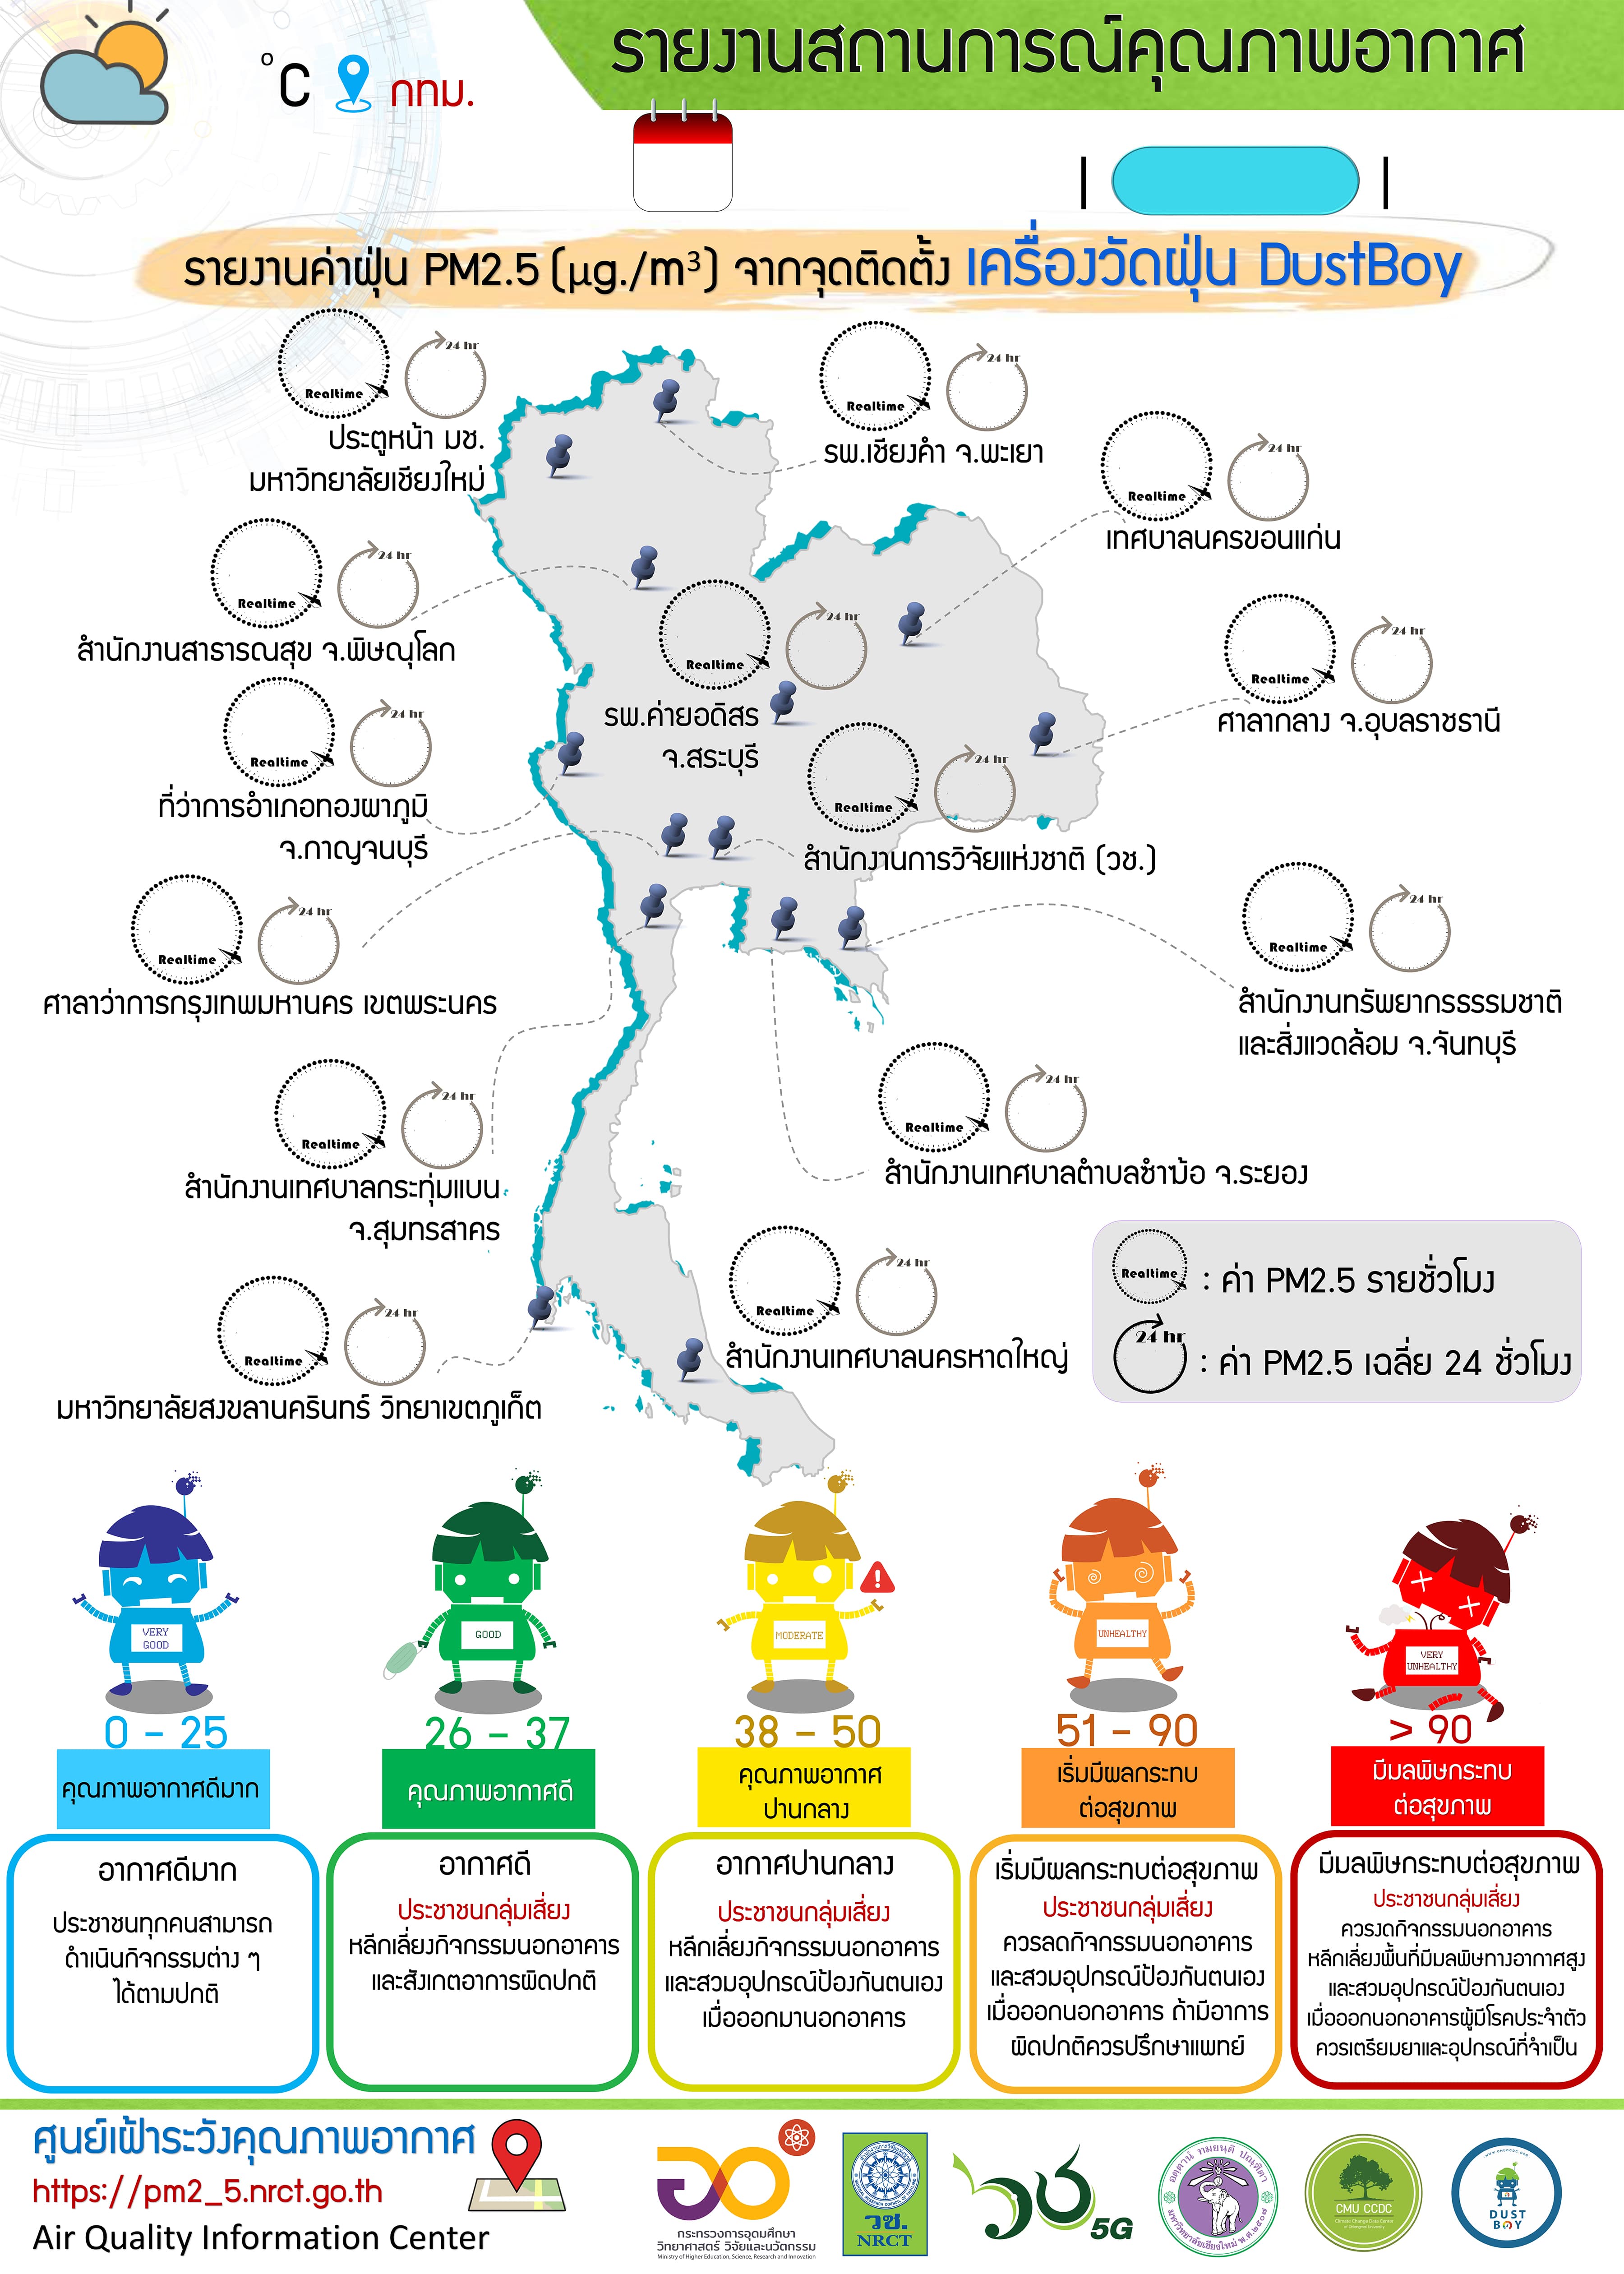 รายงานสถานการณ์คุณภาพอากาศ
°C กทม.
รายงานค่าฝุ่น PM2.5 (µg./m³) จากจุดติดตั้ง เครื่องวัดฝุ่น DustBoy
Realtime 24 hr
ประตูหน้า มช.
มหาวิทยาลัยเชียงใหม่
Realtime 24 hr
รพ.เชียงคำ จ.พะเยา
Realtime 24 hr
เทศบาลนครขอนแก่น
Realtime 24 hr
สำนักงานสาธารณสุข จ.พิษณุโลก
Realtime 24 hr
รพ.ค่ายอดิสร
จ.สระบุรี
Realtime 24 hr
ศาลากลาง จ.อุบลราชธานี
Realtime 24 hr
ที่ว่าการอำเภอทองผาภูมิ
จ.กาญจนบุรี
Realtime 24 hr
สำนักงานการวิจัยแห่งชาติ (วช.)
Realtime 24 hr
ศาลาว่าการกรุงเทพมหานคร เขตพระนคร
Realtime 24 hr
สำนักงานทรัพยากรธรรมชาติ
และสิ่งแวดล้อม จ.จันทบุรี
Realtime 24 hr
สำนักงานเทศบาลกระทุ่มแบน
จ.สุมทรสาคร
Realtime 24 hr
สำนักงานเทศบาลตำบลซำฆ้อ จ.ระยอง
Realtime 24 hr
สำนักงานเทศบาลนครหาดใหญ่
Realtime 24 hr
มหาวิทยาลัยสงขลานครินทร์ วิทยาเขตภูเก็ต
Realtime : ค่า PM2.5 รายชั่วโมง
24 hr : ค่า PM2.5 เฉลี่ย 24 ชั่วโมง
VERY
GOOD
GOOD
MODERATE
UNHEALTHY
VERY
UNHEALTHY
0 - 25
26 - 37
38 - 50
51 - 90
> 90
คุณภาพอากาศดีมาก
คุณภาพอากาศดี
คุณภาพอากาศ
ปานกลาง
เริ่มมีผลกระทบ
ต่อสุขภาพ
มีมลพิษกระทบ
ต่อสุขภาพ
อากาศดีมาก
ประชาชนทุกคนสามารถ
ดำเนินกิจกรรมต่าง ๆ
ได้ตามปกติ
อากาศดี
ประชาชนกลุ่มเสี่ยง
หลีกเลี่ยงกิจกรรมนอกอาคาร
และสังเกตอาการผิดปกติ
อากาศปานกลาง
ประชาชนกลุ่มเสี่ยง
หลีกเลี่ยงกิจกรรมนอกอาคาร
และสวมอุปกรณ์ป้องกันตนเอง
เมื่อออกมานอกอาคาร
เริ่มมีผลกระทบต่อสุขภาพ
ประชาชนกลุ่มเสี่ยง
ควรลดกิจกรรมนอกอาคาร
และสวมอุปกรณ์ป้องกันตนเอง
เมื่อออกนอกอาคาร ถ้ามีอาการ
ผิดปกติควรปรึกษาแพทย์
มีมลพิษกระทบต่อสุขภาพ
ประชาชนกลุ่มเสี่ยง
ควรงดกิจกรรมนอกอาคาร
หลีกเลี่ยงพื้นที่มีมลพิษทางอากาศสูง
และสวมอุปกรณ์ป้องกันตนเอง
เมื่อออกนอกอาคารผู้มีโรคประจำตัว
ควรเตรียมยาและอุปกรณ์ที่จำเป็น
ศูนย์เฝ้าระวังคุณภาพอากาศ
https://pm2_5.nrct.go.th
Air Quality Information Center
กระทรวงการอุดมศึกษา
วิทยาศาสตร์ วิจัยและนวัตกรรม
Ministry of Higher Education, Science, Research and Innovation
วช.
NRCT
5G
อตฺตานํ ทมยนฺติ ปณฺฑิตา
มหาวิทยาลัยเชียงใหม่ พ.ศ.๒๕๐๗
CMU CCDC
Climate Change Data Center
DUST
BOY